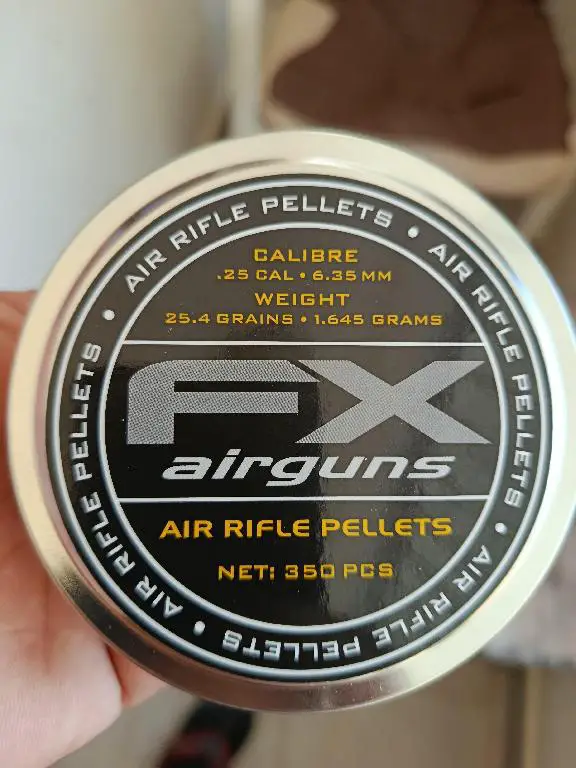 AIR RIFLE PELLETS • AIR RIFLE PELLETS • AIR RIFLE PELLETS • AIR RIFLE PELLETS •
CALIBRE
.25 CAL • 6.35 MM
WEIGHT
25.4 GRAINS • 1.645 GRAMS
FX
airguns
AIR RIFLE PELLETS
NET: 350 PCS